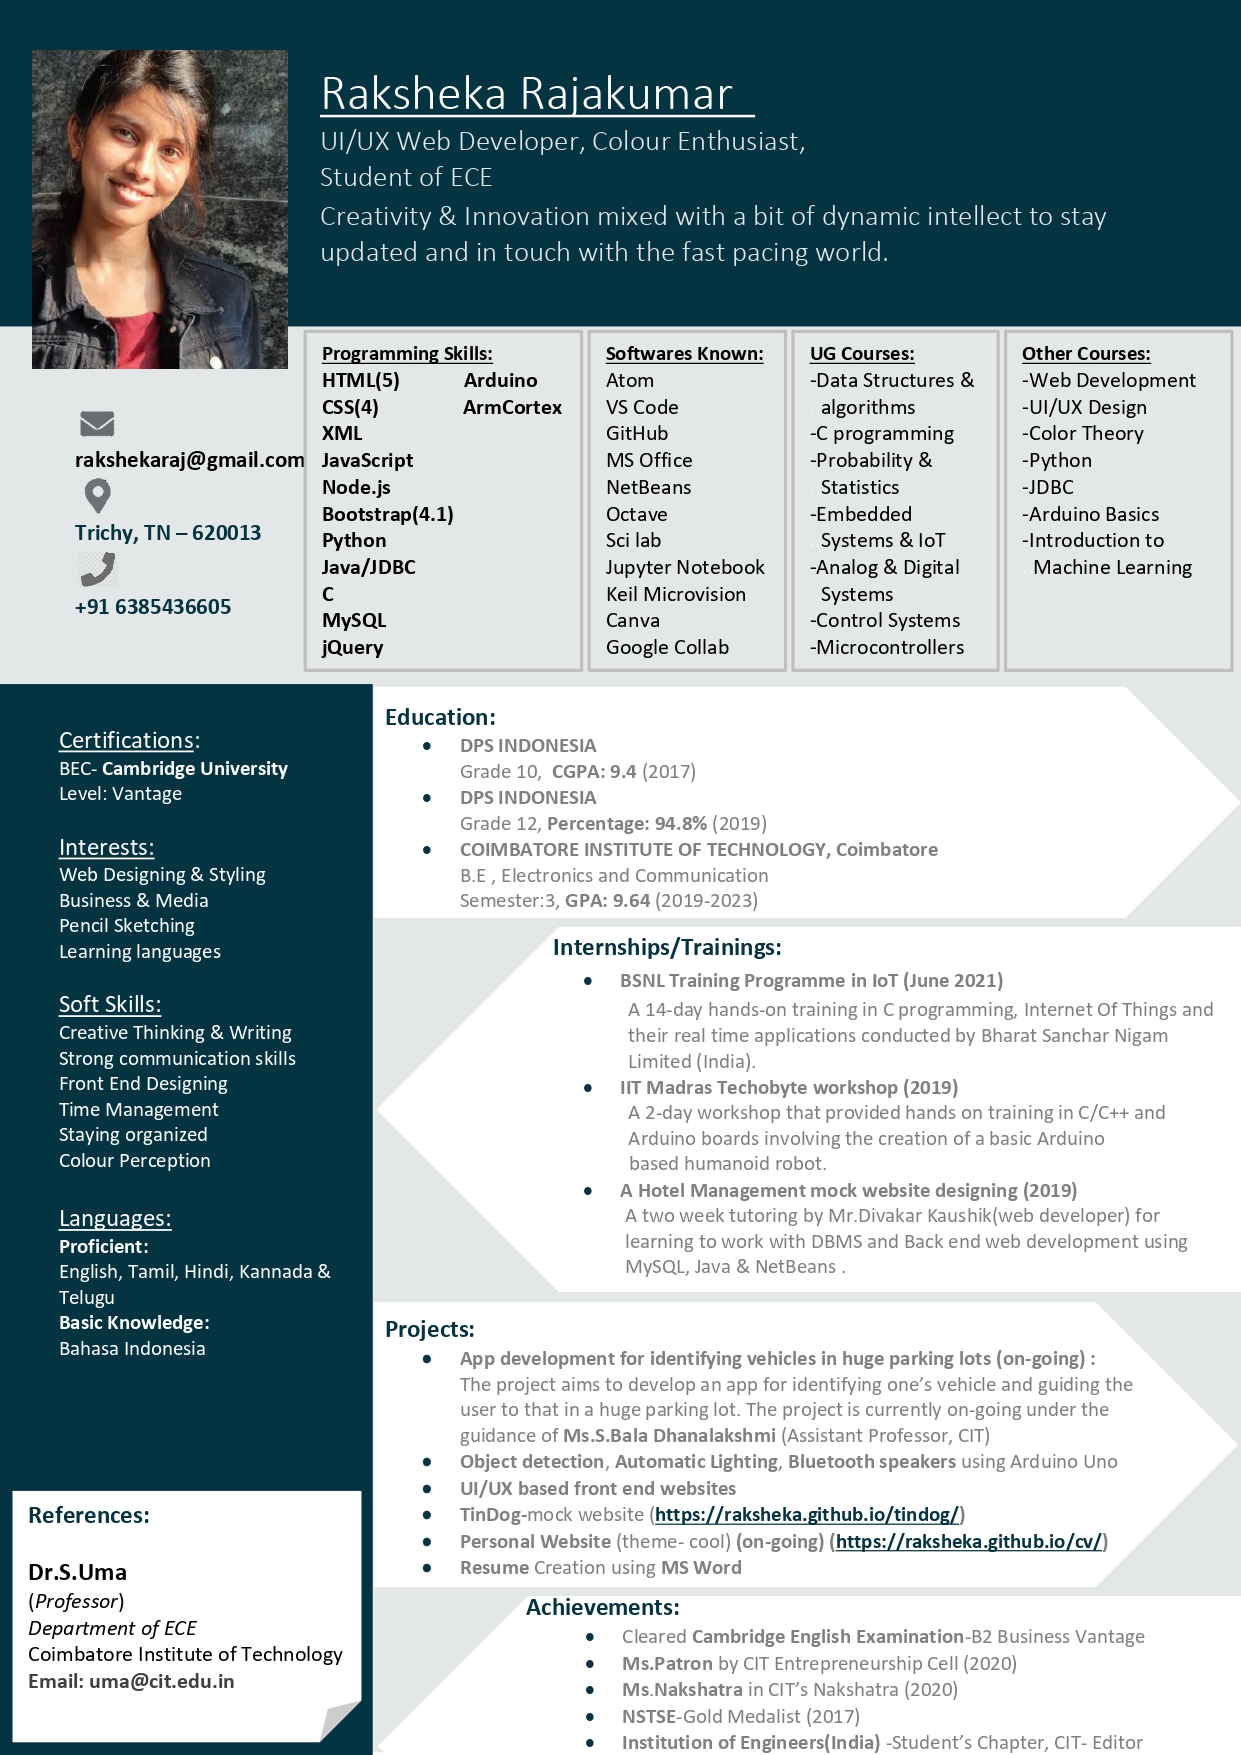 Raksheka Rajakumar
UI/UX Web Developer, Colour Enthusiast,
Student of ECE
Creativity & Innovation mixed with a bit of dynamic intellect to stay
updated and in touch with the fast pacing world.
rakshekaraj@gmail.com
Trichy, TN – 620013
+91 6385436605
Programming Skills:
HTML(5) Arduino
CSS(4) ArmCortex
XML
JavaScript
Node.js
Bootstrap(4.1)
Python
Java/JDBC
C
MySQL
jQuery
Softwares Known:
Atom
VS Code
GitHub
MS Office
NetBeans
Octave
Sci lab
Jupyter Notebook
Keil Microvision
Canva
Google Collab
UG Courses:
-Data Structures &
algorithms
-C programming
-Probability &
Statistics
-Embedded
Systems & IoT
-Analog & Digital
Systems
-Control Systems
-Microcontrollers
Other Courses:
-Web Development
-UI/UX Design
-Color Theory
-Python
-JDBC
-Arduino Basics
-Introduction to
Machine Learning
Certifications:
BEC- Cambridge University
Level: Vantage
Interests:
Web Designing & Styling
Business & Media
Pencil Sketching
Learning languages
Soft Skills:
Creative Thinking & Writing
Strong communication skills
Front End Designing
Time Management
Staying organized
Colour Perception
Languages:
Proficient:
English, Tamil, Hindi, Kannada &
Telugu
Basic Knowledge:
Bahasa Indonesia
References:
Dr.S.Uma
(Professor)
Department of ECE
Coimbatore Institute of Technology
Email: uma@cit.edu.in
Education:
• DPS INDONESIA
Grade 10, CGPA: 9.4 (2017)
• DPS INDONESIA
Grade 12, Percentage: 94.8% (2019)
• COIMBATORE INSTITUTE OF TECHNOLOGY, Coimbatore
B.E , Electronics and Communication
Semester:3, GPA: 9.64 (2019-2023)
Internships/Trainings:
• BSNL Training Programme in IoT (June 2021)
A 14-day hands-on training in C programming, Internet Of Things and
their real time applications conducted by Bharat Sanchar Nigam
Limited (India).
• IIT Madras Techobyte workshop (2019)
A 2-day workshop that provided hands on training in C/C++ and
Arduino boards involving the creation of a basic Arduino
based humanoid robot.
• A Hotel Management mock website designing (2019)
A two week tutoring by Mr.Divakar Kaushik(web developer) for
learning to work with DBMS and Back end web development using
MySQL, Java & NetBeans .
Projects:
• App development for identifying vehicles in huge parking lots (on-going) :
The project aims to develop an app for identifying one’s vehicle and guiding the
user to that in a huge parking lot. The project is currently on-going under the
guidance of Ms.S.Bala Dhanalakshmi (Assistant Professor, CIT)
• Object detection, Automatic Lighting, Bluetooth speakers using Arduino Uno
• UI/UX based front end websites
• TinDog-mock website (https://raksheka.github.io/tindog/)
• Personal Website (theme- cool) (on-going) (https://raksheka.github.io/cv/)
• Resume Creation using MS Word
Achievements:
• Cleared Cambridge English Examination-B2 Business Vantage
• Ms.Patron by CIT Entrepreneurship Cell (2020)
• Ms.Nakshatra in CIT’s Nakshatra (2020)
• NSTSE-Gold Medalist (2017)
• Institution of Engineers(India) -Student’s Chapter, CIT- Editor